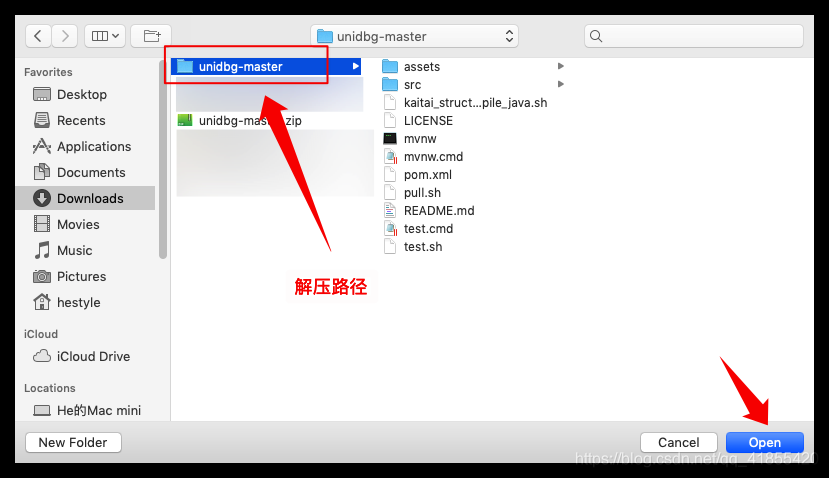 unidbg-master
Favorites
Desktop
Recents
Applications
Documents
Downloads
Movies
Music
Pictures
hestyle
iCloud
iCloud Drive
Locations
He的Mac mini
unidbg-master
unidbg-master.zip
assets
src
kaitai_struct...pile_java.sh
LICENSE
mvnw
mvnw.cmd
pom.xml
pull.sh
README.md
test.cmd
test.sh
解压路径
New Folder
Cancel
Open
https://blog.csdn.net/qq_41855420